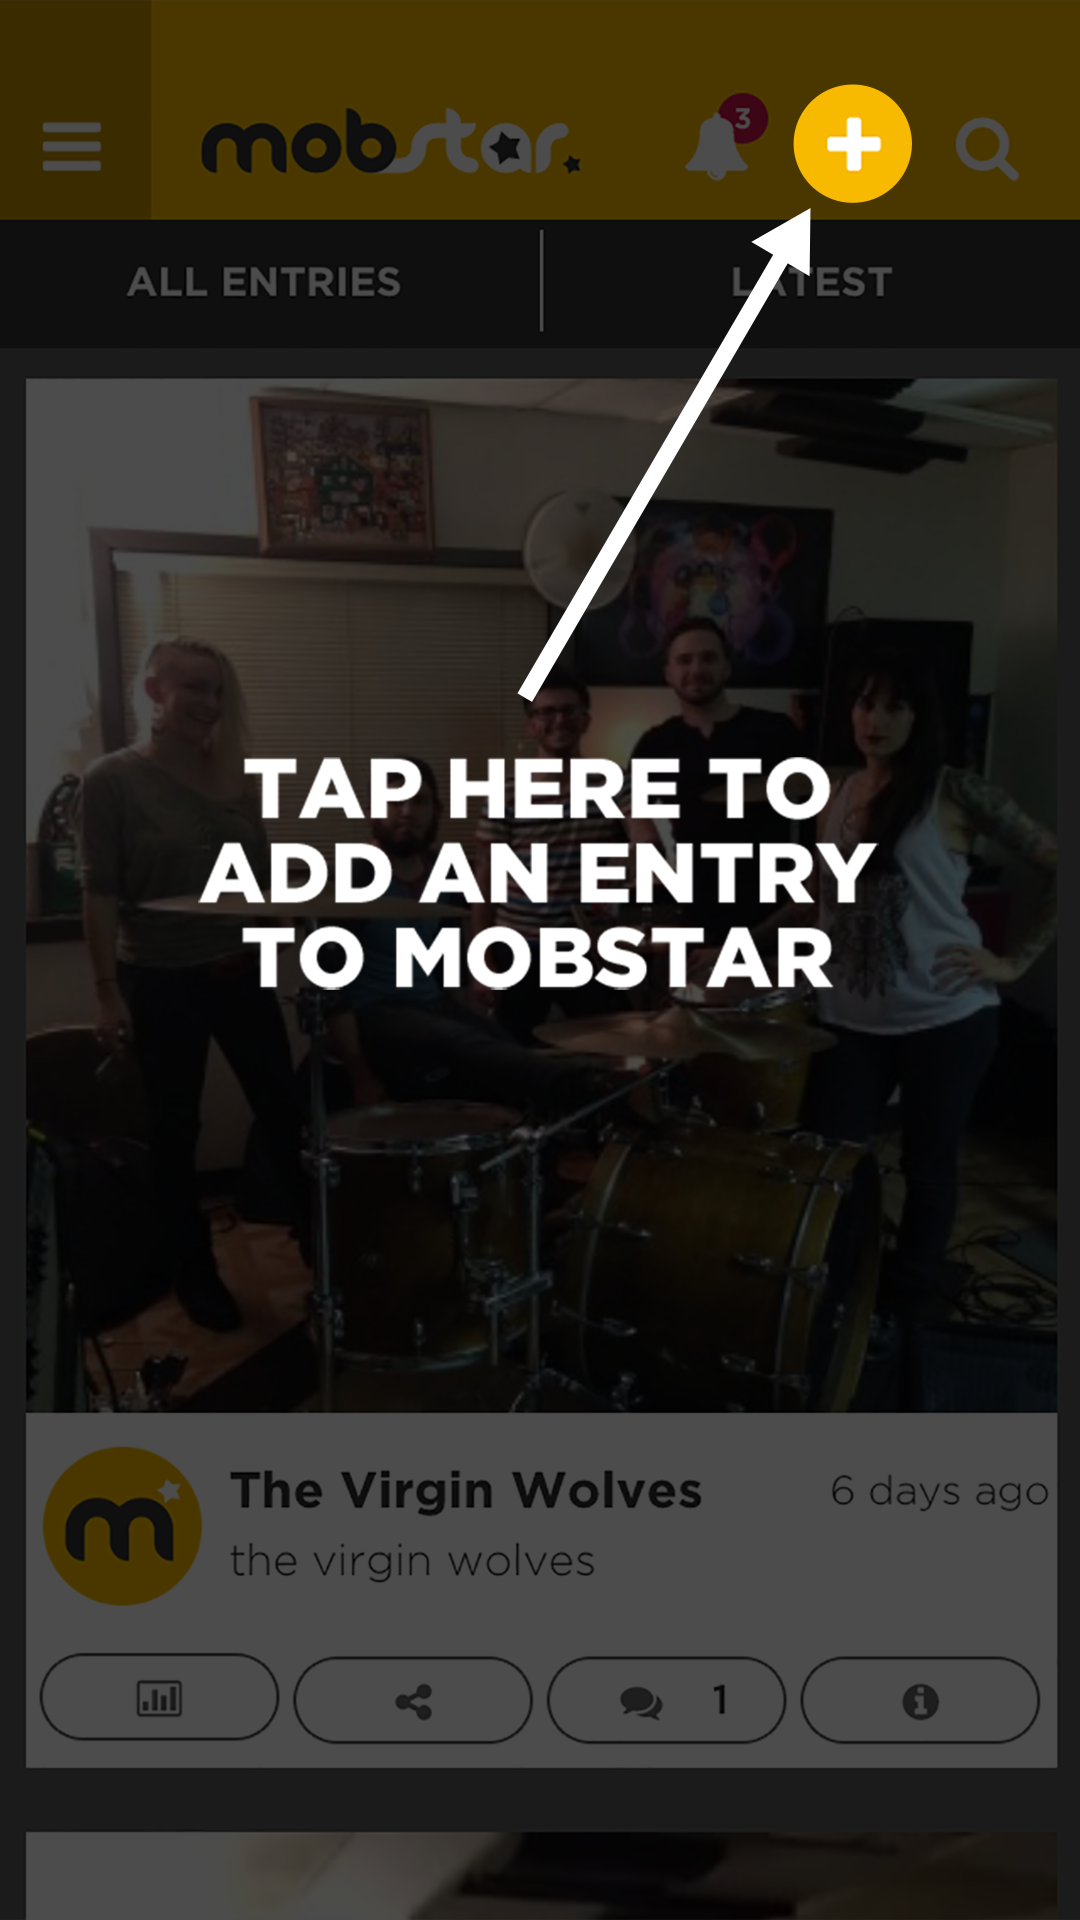 mobstar.
3
ALL ENTRIES
LATEST
TAP HERE TO
ADD AN ENTRY
TO MOBSTAR
The Virgin Wolves
6 days ago
the virgin wolves
m
1